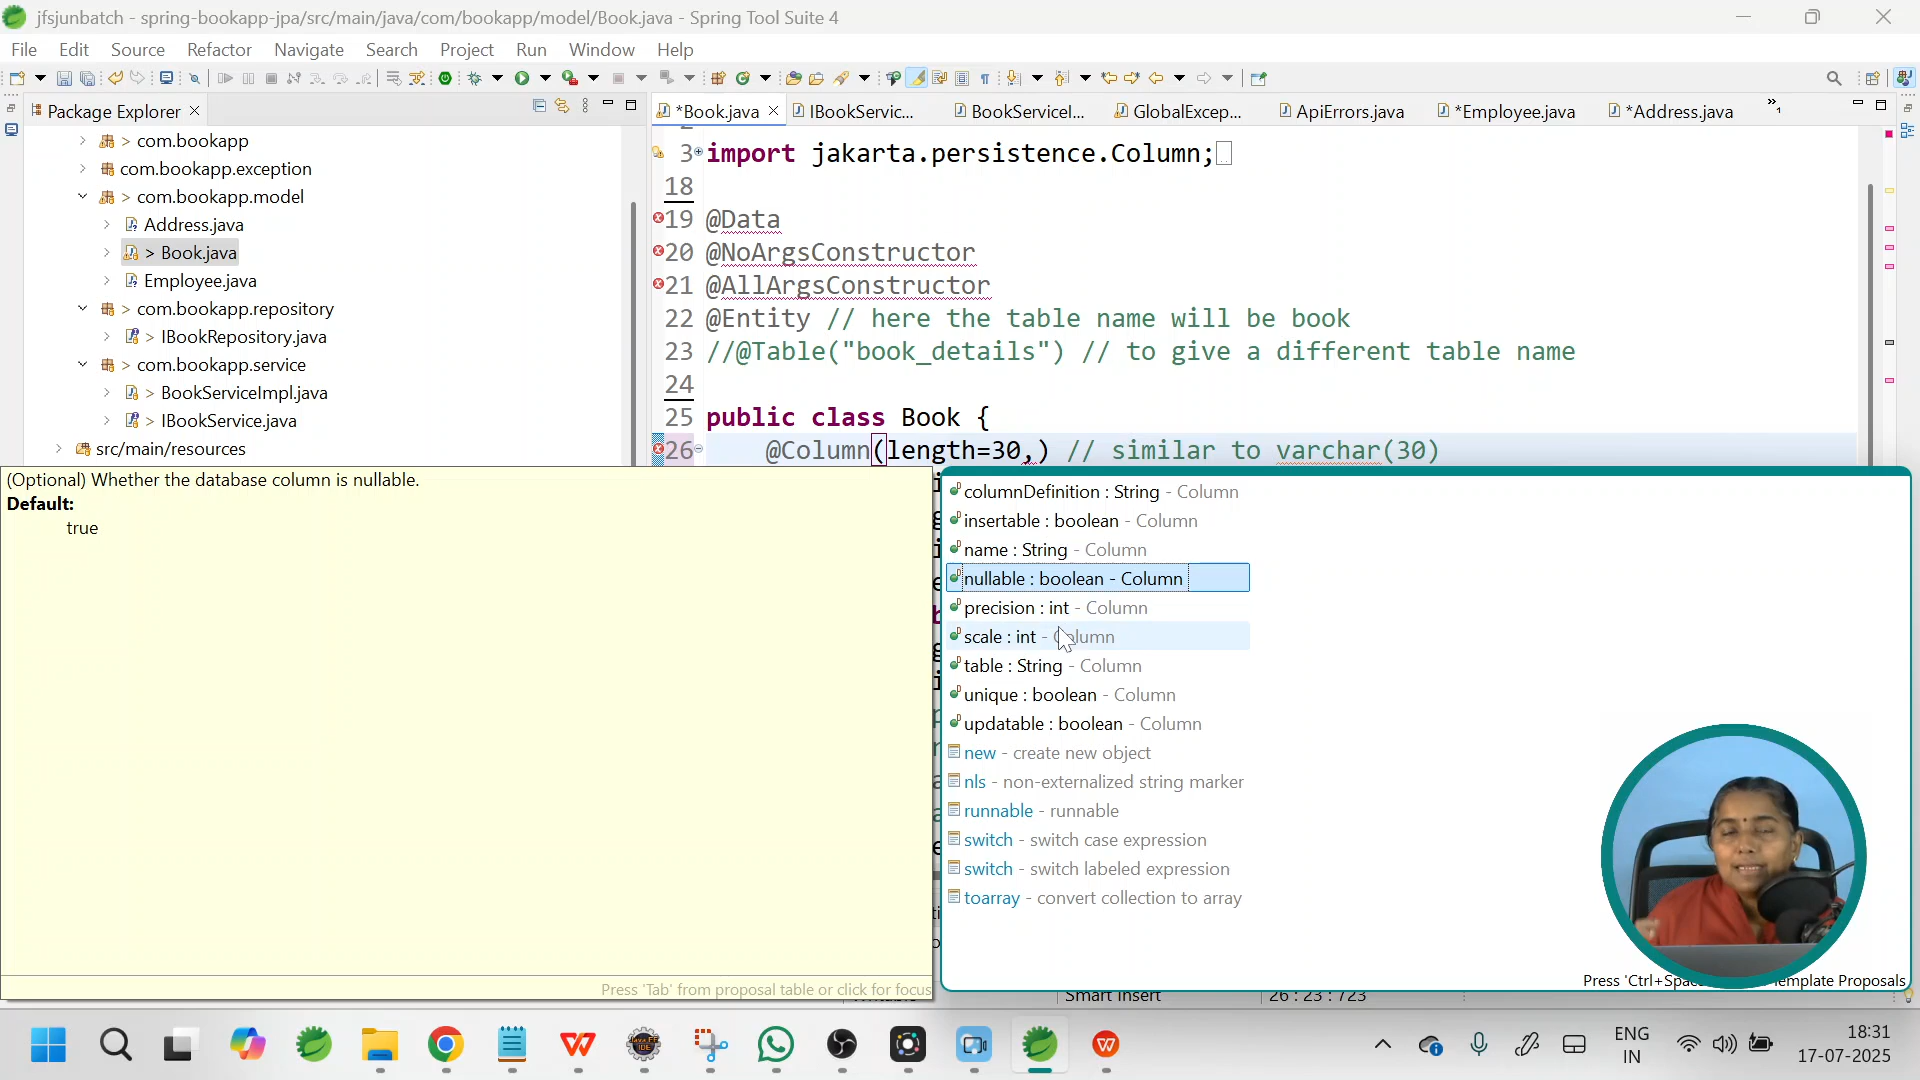 jfsjunbatch - spring-bookapp-jpa/src/main/java/com/bookapp/model/Book.java - Spring Tool Suite 4
File Edit Source Refactor Navigate Search Project Run Window Help
Package Explorer
*Book.java
IBookServic...
BookServiceI...
GlobalExcep...
ApiErrors.java
*Employee.java
*Address.java
»1
> com.bookapp
com.bookapp.exception
> com.bookapp.model
Address.java
> Book.java
Employee.java
> com.bookapp.repository
> IBookRepository.java
> com.bookapp.service
> BookServiceImpl.java
> IBookService.java
src/main/resources
3 import jakarta.persistence.Column;
18
19 @Data
20 @NoArgsConstructor
21 @AllArgsConstructor
22 @Entity // here the table name will be book
23 //@Table("book_details") // to give a different table name
24
25 public class Book {
26 @Column(length=30,) // similar to varchar(30)
(Optional) Whether the database column is nullable.
Default:
true
Press 'Tab' from proposal table or click for focus
columnDefinition : String - Column
insertable : boolean - Column
name : String - Column
nullable : boolean - Column
precision : int - Column
scale : int - Column
table : String - Column
unique : boolean - Column
updatable : boolean - Column
new - create new object
nls - non-externalized string marker
runnable - runnable
switch - switch case expression
switch - switch labeled expression
toarray - convert collection to array
Press 'Ctrl+Spac emplate Proposals
Smart Insert
26 : 23 : 723
ENG
IN
18:31
17-07-2025